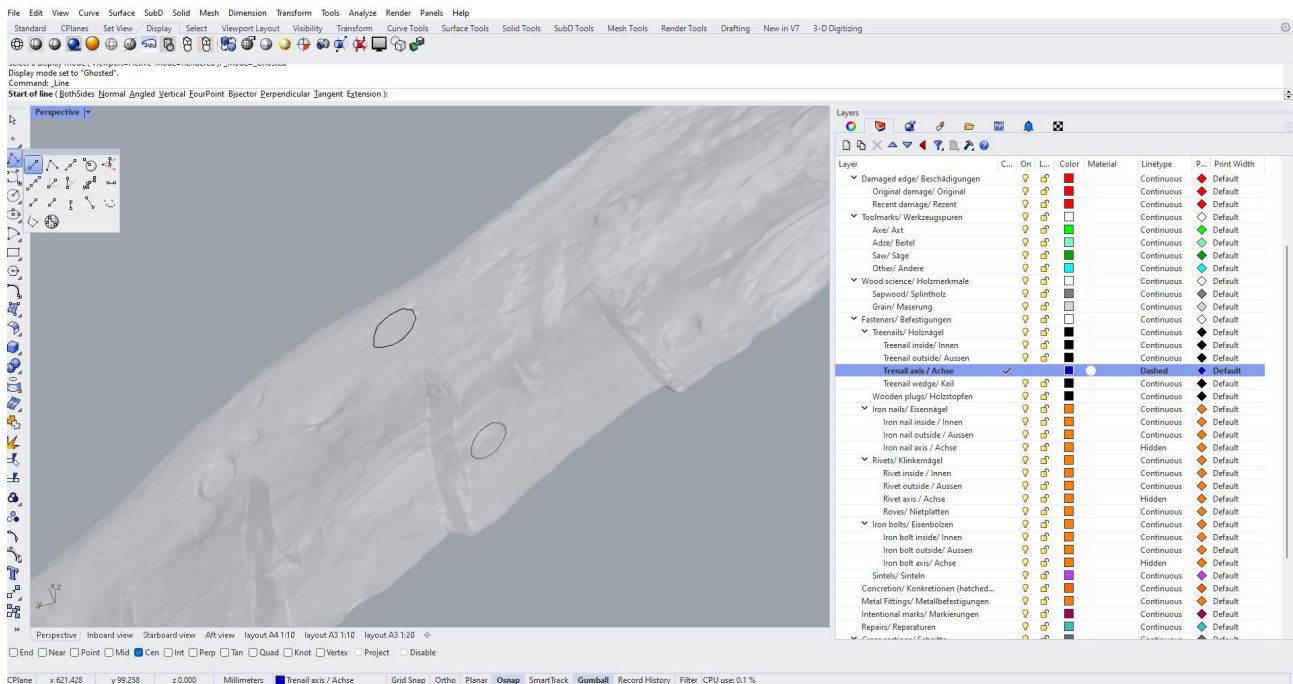 File Edit View Curve Surface SubD Solid Mesh Dimension Transform Tools Analyze Render Panels Help
Standard CPlanes Set View Display Select Viewport Layout Visibility Transform Curve Tools Surface Tools Solid Tools SubD Tools Mesh Tools Render Tools Drafting New in V7 3-D Digitizing
Display mode set to "Ghosted".
Command: _Line
Start of line ( BothSides Normal Angled Vertical FourPoint Bisector Perpendicular Tangent Extension ):
Perspective
Layers
Layer C... On L... Color Material Linetype P... Print Width
Damaged edge/ Beschädigungen Continuous Default
Original damage/ Original Continuous Default
Recent damage/ Rezent Continuous Default
Toolmarks/ Werkzeugspuren Continuous Default
Axe/ Axt Continuous Default
Adze/ Beitel Continuous Default
Saw/ Säge Continuous Default
Other/ Andere Continuous Default
Wood science/ Holzmerkmale Continuous Default
Sapwood/ Splintholz Continuous Default
Grain/ Maserung Continuous Default
Fasteners/ Befestigungen Continuous Default
Treenails/ Holznägel Continuous Default
Treenail inside/ Innen Continuous Default
Treenail outside/ Aussen Continuous Default
Trenail axis / Achse Dashed Default
Treenail wedge/ Keil Continuous Default
Wooden plugs/ Holzstopfen Continuous Default
Iron nails/ Eisennägel Continuous Default
Iron nail inside / Innen Continuous Default
Iron nail outside / Aussen Continuous Default
Iron nail axis / Achse Hidden Default
Rivets/ Klinkernägel Continuous Default
Rivet inside / Innen Continuous Default
Rivet outside / Aussen Continuous Default
Rivet axis / Achse Hidden Default
Roves/ Nietplatten Continuous Default
Iron bolts/ Eisenbolzen Continuous Default
Iron bolt inside/ Innen Continuous Default
Iron bolt outside/ Aussen Continuous Default
Iron bolt axis/ Achse Hidden Default
Sintels/ Sinteln Continuous Default
Concretion/ Konkretionen (hatched... Continuous Default
Metal Fittings/ Metallbefestigungen Continuous Default
Intentional marks/ Markierungen Continuous Default
Repairs/ Reparaturen Continuous Default
x z
y
Perspective Inboard view Starboard view Aft view layout A4 1:10 layout A3 1:10 layout A3 1:20
End Near Point Mid Cen Int Perp Tan Quad Knot Vertex Project Disable
CPlane x 621.428 y 99.258 z 0.000 Millimeters Trenail axis / Achse Grid Snap Ortho Planar Osnap SmartTrack Gumball Record History Filter CPU use: 0.1 %